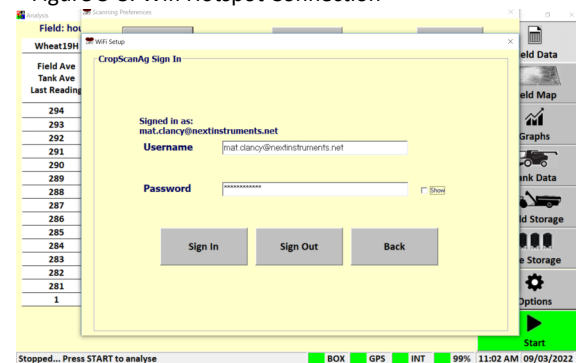 Analysis
Scanning Preferences
Field: hou
Wheat19H
Field Ave
Tank Ave
Last Reading
294
293
292
291
290
289
288
287
286
285
284
283
282
281
1
WiFi Setup
CropScanAg Sign In
Signed in as:
mat.clancy@nextinstruments.net
Username
mat.clancy@nextinstruments.net
Password
************
Show
Sign In
Sign Out
Back
eld Data
eld Map
Graphs
nk Data
ld Storage
e Storage
Options
Start
Stopped... Press START to analyse
BOX
GPS
INT
99%
11:02 AM
09/03/2022